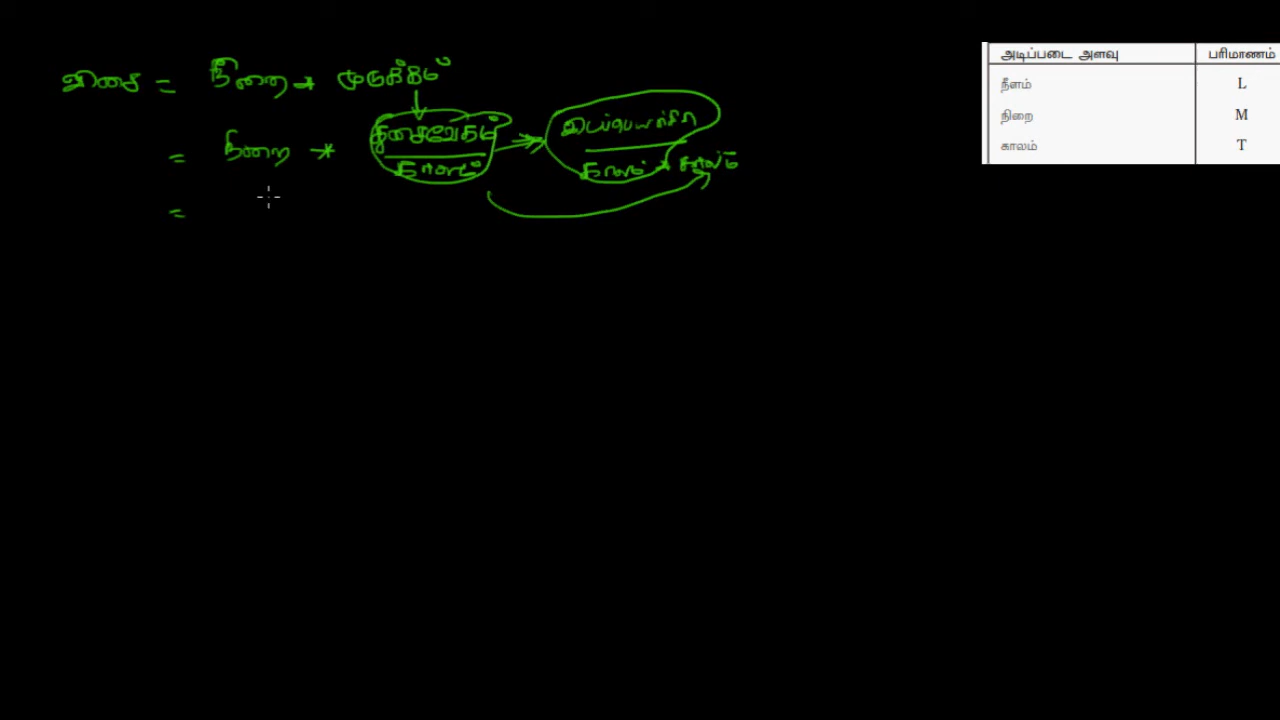 விசை = நிறை * முடுக்கம்
= நிறை * திசைவேகம் / காலம் → இடப்பெயர்ச்சி / காலம் * காலம்
=
அடிப்படை அளவு பரிமாணம்
நீளம் L
நிறை M
காலம் T